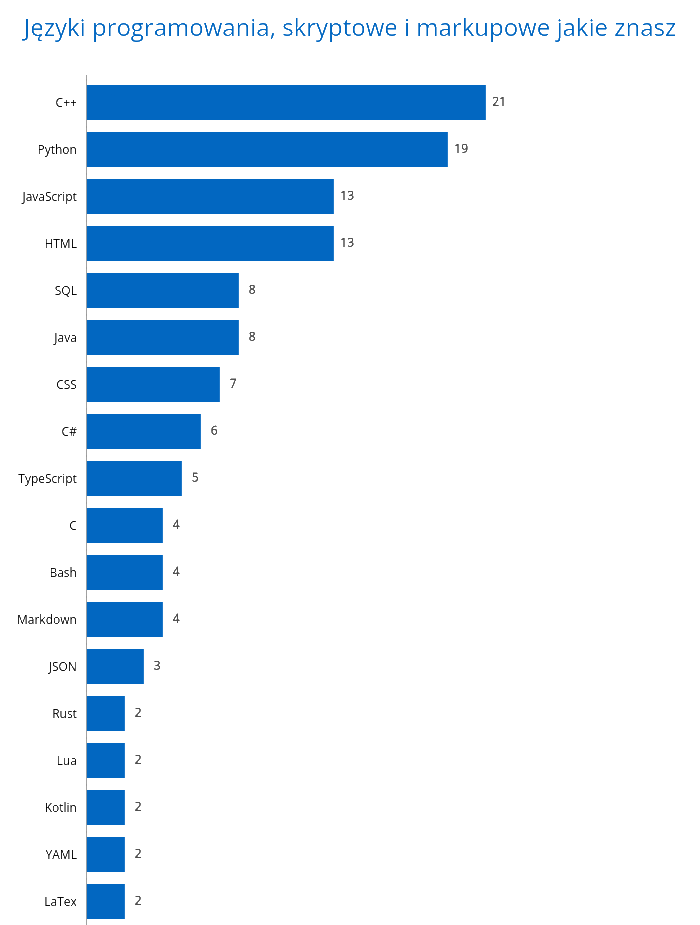 Języki programowania, skryptowe i markupowe jakie znasz
C++ 21
Python 19
JavaScript 13
HTML 13
SQL 8
Java 8
CSS 7
C# 6
TypeScript 5
C 4
Bash 4
Markdown 4
JSON 3
Rust 2
Lua 2
Kotlin 2
YAML 2
LaTex 2